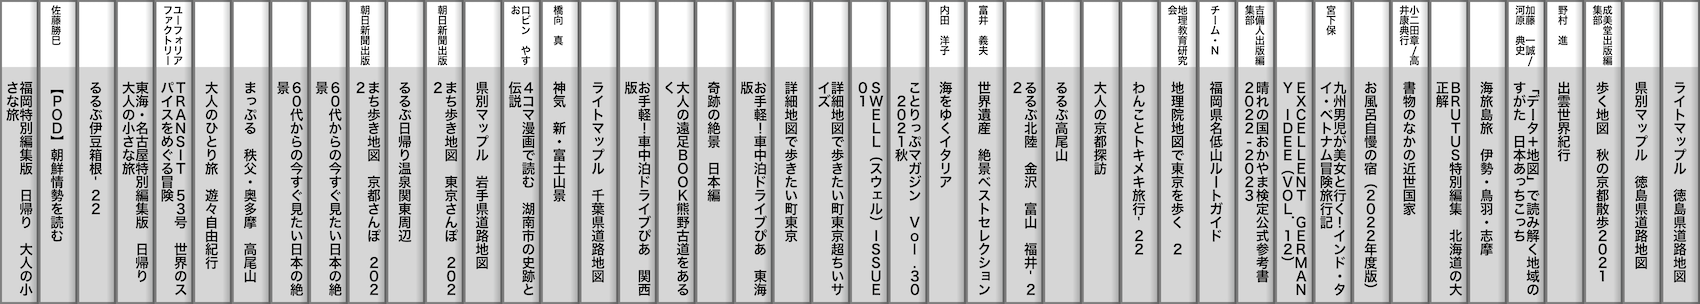 ライトマップル　徳島県道路地図
県別マップル　徳島県道路地図
成美堂出版編
集部
歩く地図　秋の京都散歩２０２１
野村　進
出雲世界紀行
加藤　一誠/
河原　典史
「データ＋地図」で読み解く地域の
すがた　日本あっちこっち
海旅島旅　伊勢・鳥羽・志摩
ＢＲＵＴＵＳ特別編集　北海道の大
正解
小二田章/高
井康典行
書物のなかの近世国家
お風呂自慢の宿（２０２２年度版）
宮下保
九州男児が美女と行く！インド・タ
イ・ベトナム冒険旅行記
ＥＸＣＥＬＬＥＮＴ　ＧＥＲＭＡＮ
Ｙ－ＩＤＥＥ（ＶＯＬ．１２）
吉備人出版編
集部
晴れの国おかやま検定公式参考書
２０２２-２０２３
チーム・Ｎ
福岡県名低山ルートガイド
地理教育研究
会
地理院地図で東京を歩く　２
わんことトキメキ旅行'２２
大人の京都探訪
るるぶ高尾山
るるぶ北陸　金沢　富山　福井'２
２
富井　義夫
世界遺産　絶景ベストセレクション
内田　洋子
海をゆくイタリア
ことりっぷマガジン　Ｖｏｌ．３０
　２０２１秋
ＳＷＥＬＬ（スウェル）ＩＳＳＵＥ
０１
詳細地図で歩きたい町東京超ちいサ
イズ
詳細地図で歩きたい町東京
お手軽！車中泊ドライブぴあ　東海
版
奇跡の絶景　日本編
大人の遠足ＢＯＯＫ熊野古道をある
く
お手軽！車中泊ドライブぴあ　関西
版
ライトマップル　千葉県道路地図
橋向　真
神気　新・富士山景
ロビン　やす
お
４コマ漫画で読む　湖南市の史跡と
伝説
県別マップル　岩手県道路地図
朝日新聞出版
まち歩き地図　東京さんぽ　２０２
２
るるぶ日帰り温泉関東周辺
朝日新聞出版
まち歩き地図　京都さんぽ　２０２
２
６０代からの今すぐ見たい日本の絶
景
６０代からの今すぐ見たい日本の絶
景
まっぷる　秩父・奥多摩　高尾山
大人のひとり旅　遊々自由紀行
ユーフォリア
ファクトリー
ＴＲＡＮＳＩＴ　５３号　世界のス
パイスをめぐる冒険
東海・名古屋特別編集版　日帰り
大人の小さな旅
るるぶ伊豆箱根'２２
佐藤勝巳
【ＰＯＤ】朝鮮情勢を読む
福岡特別編集版　日帰り　大人の小
さな旅